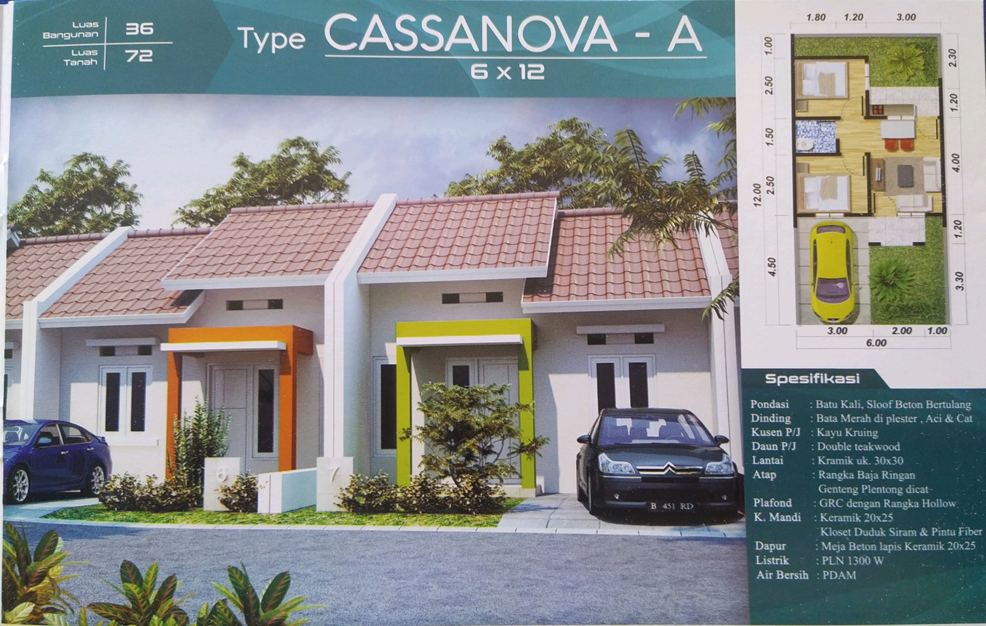 Luas Bangunan 36
Luas Tanah 72
Type CASSANOVA - A
6 x 12
1.80 1.20 3.00
1.00
2.50
1.50
2.50
4.50
12.00
2.30
1.20
4.00
1.20
3.30
3.00 2.00 1.00
6.00
B 451 RD
Spesifikasi
Pondasi : Batu Kali, Sloof Beton Bertulang
Dinding : Bata Merah di plester , Aci & Cat
Kusen P/J : Kayu Kruing
Daun P/J : Double teakwood
Lantai : Kramik uk. 30x30
Atap : Rangka Baja Ringan
Genteng Plentong dicat
Plafond : GRC dengan Rangka Hollow
K. Mandi : Keramik 20x25
Kloset Duduk Siram & Pintu Fiber
Dapur : Meja Beton lapis Keramik 20x25
Listrik : PLN 1300 W
Air Bersih : PDAM